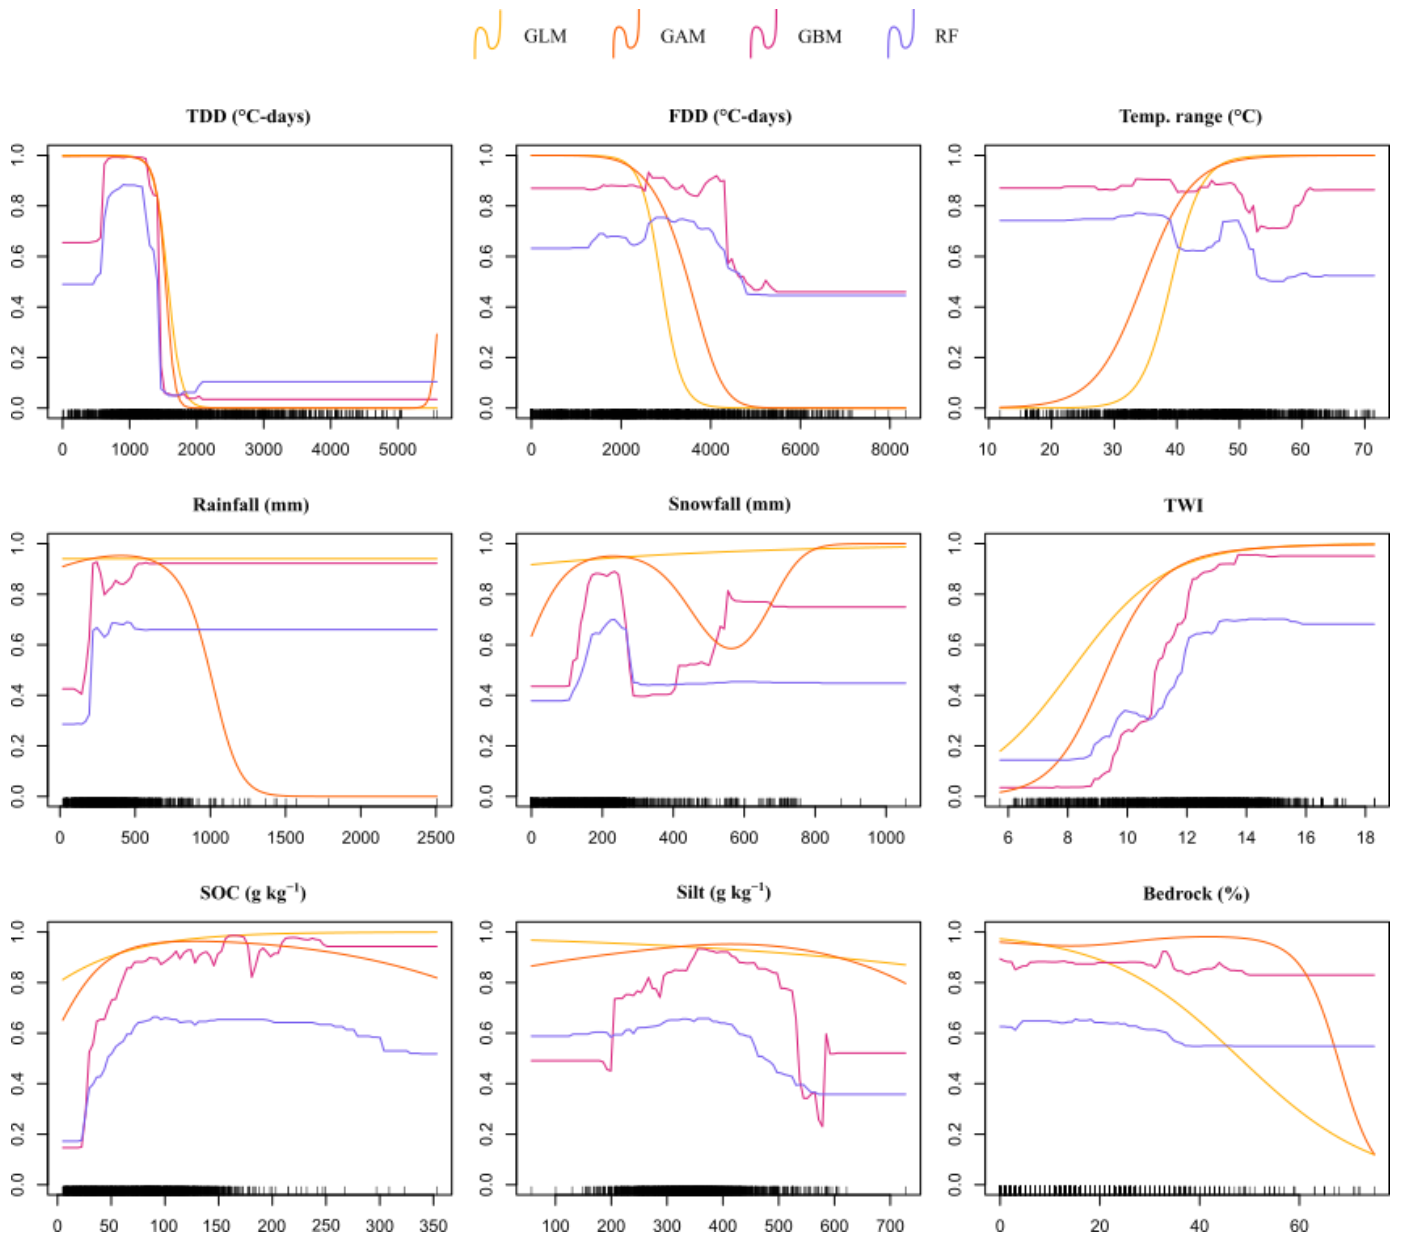 GLM GAM GBM RF
TDD (°C-days) FDD (°C-days) Temp. range (°C)
0.0 0.2 0.4 0.6 0.8 1.0 0.0 0.2 0.4 0.6 0.8 1.0 0.0 0.2 0.4 0.6 0.8 1.0
0 1000 2000 3000 4000 5000 0 2000 4000 6000 8000 10 20 30 40 50 60 70
Rainfall (mm) Snowfall (mm) TWI
0.0 0.2 0.4 0.6 0.8 1.0 0.0 0.2 0.4 0.6 0.8 1.0 0.0 0.2 0.4 0.6 0.8 1.0
0 500 1000 1500 2000 2500 0 200 400 600 800 1000 6 8 10 12 14 16 18
SOC (g kg⁻¹) Silt (g kg⁻¹) Bedrock (%)
0.0 0.2 0.4 0.6 0.8 1.0 0.0 0.2 0.4 0.6 0.8 1.0 0.0 0.2 0.4 0.6 0.8 1.0
0 50 100 150 200 250 300 350 100 200 300 400 500 600 700 0 20 40 60